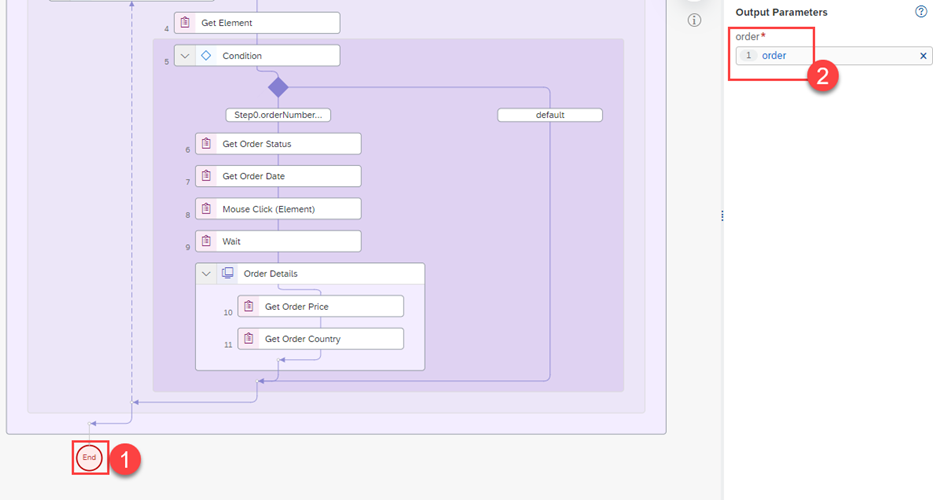 4 Get Element
5 Condition
Step0.orderNumber...
default
6 Get Order Status
7 Get Order Date
8 Mouse Click (Element)
9 Wait
Order Details
10 Get Order Price
11 Get Order Country
End
1
Output Parameters
order*
1 order
2